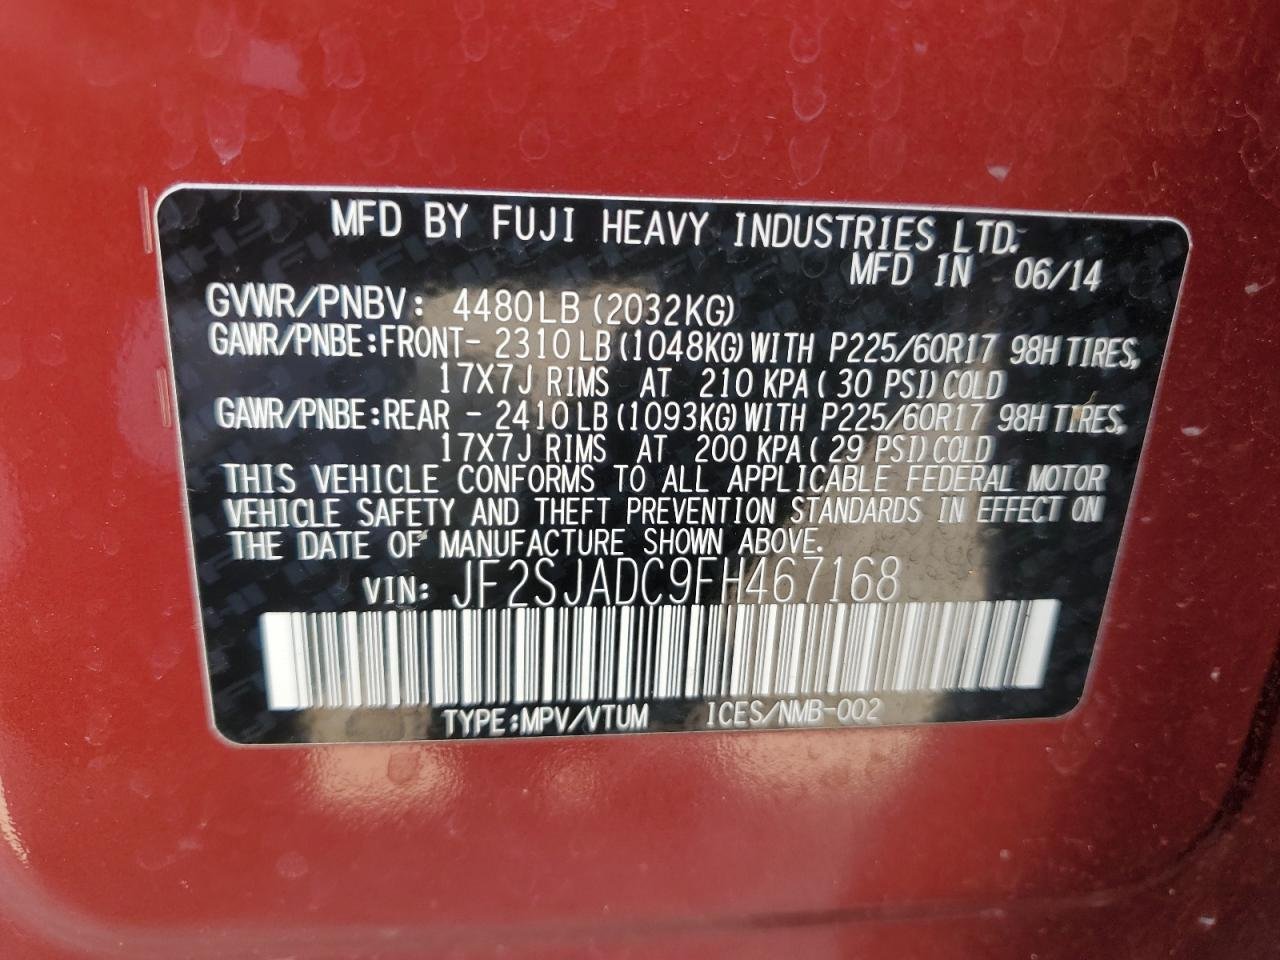 MFD BY FUJI HEAVY INDUSTRIES LTD.
MFD IN 06/14
GVWR/PNBV: 4480LB (2032KG)
GAWR/PNBE:FRONT- 2310LB (1048KG) WITH P225/60R17 98H TIRES,
17X7J RIMS AT 210 KPA ( 30 PSI) COLD
GAWR/PNBE:REAR - 2410LB (1093KG) WITH P225/60R17 98H TIRES,
17X7J RIMS AT 200 KPA ( 29 PSI) COLD
THIS VEHICLE CONFORMS TO ALL APPLICABLE FEDERAL MOTOR
VEHICLE SAFETY AND THEFT PREVENTION STANDARDS IN EFFECT ON
THE DATE OF MANUFACTURE SHOWN ABOVE.
VIN: JF2SJADC9FH467168
TYPE:MPV/VTUM ICES/NMB-002